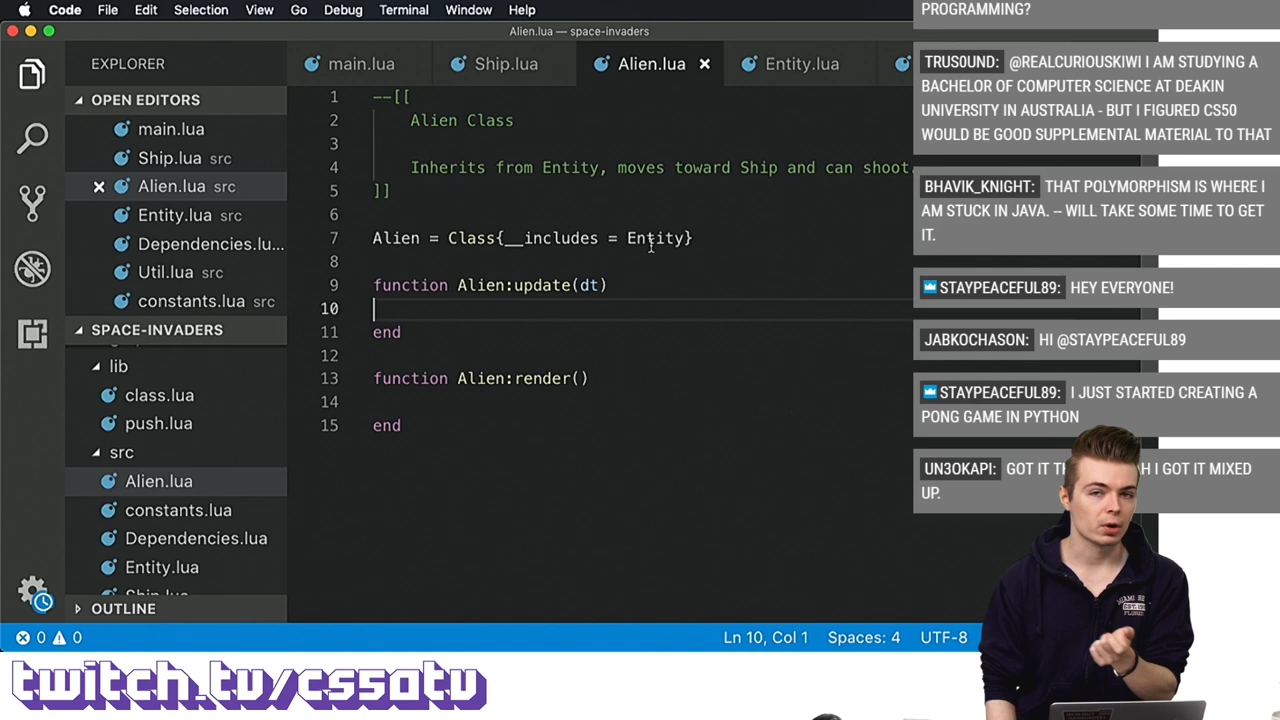 Code File Edit Selection View Go Debug Terminal Window Help
Alien.lua — space-invaders
EXPLORER
OPEN EDITORS
main.lua
Ship.lua src
Alien.lua src
Entity.lua src
Dependencies.lu...
Util.lua src
constants.lua src
SPACE-INVADERS
lib
class.lua
push.lua
src
Alien.lua
constants.lua
Dependencies.lua
Entity.lua
Ship.lua
OUTLINE
main.lua Ship.lua Alien.lua Entity.lua
1 --[[
2 Alien Class
3
4 Inherits from Entity, moves toward Ship and can shoot.
5 ]]
6
7 Alien = Class{__includes = Entity}
8
9 function Alien:update(dt)
10
11 end
12
13 function Alien:render()
14
15 end
0 0 Ln 10, Col 1 Spaces: 4 UTF-8
PROGRAMMING?
TRUS0UND: @REALCURIOUSKIWI I AM STUDYING A
BACHELOR OF COMPUTER SCIENCE AT DEAKIN
UNIVERSITY IN AUSTRALIA - BUT I FIGURED CS50
WOULD BE GOOD SUPPLEMENTAL MATERIAL TO THAT
BHAVIK_KNIGHT: THAT POLYMORPHISM IS WHERE I
AM STUCK IN JAVA. -- WILL TAKE SOME TIME TO GET
IT.
STAYPEACEFUL89: HEY EVERYONE!
JABKOCHASON: HI @STAYPEACEFUL89
STAYPEACEFUL89: I JUST STARTED CREATING A
PONG GAME IN PYTHON
UN3OKAPI: GOT IT I GOT IT MIXED
UP.
MIAMI BE
FLORI
twitch.tv/cs50tv